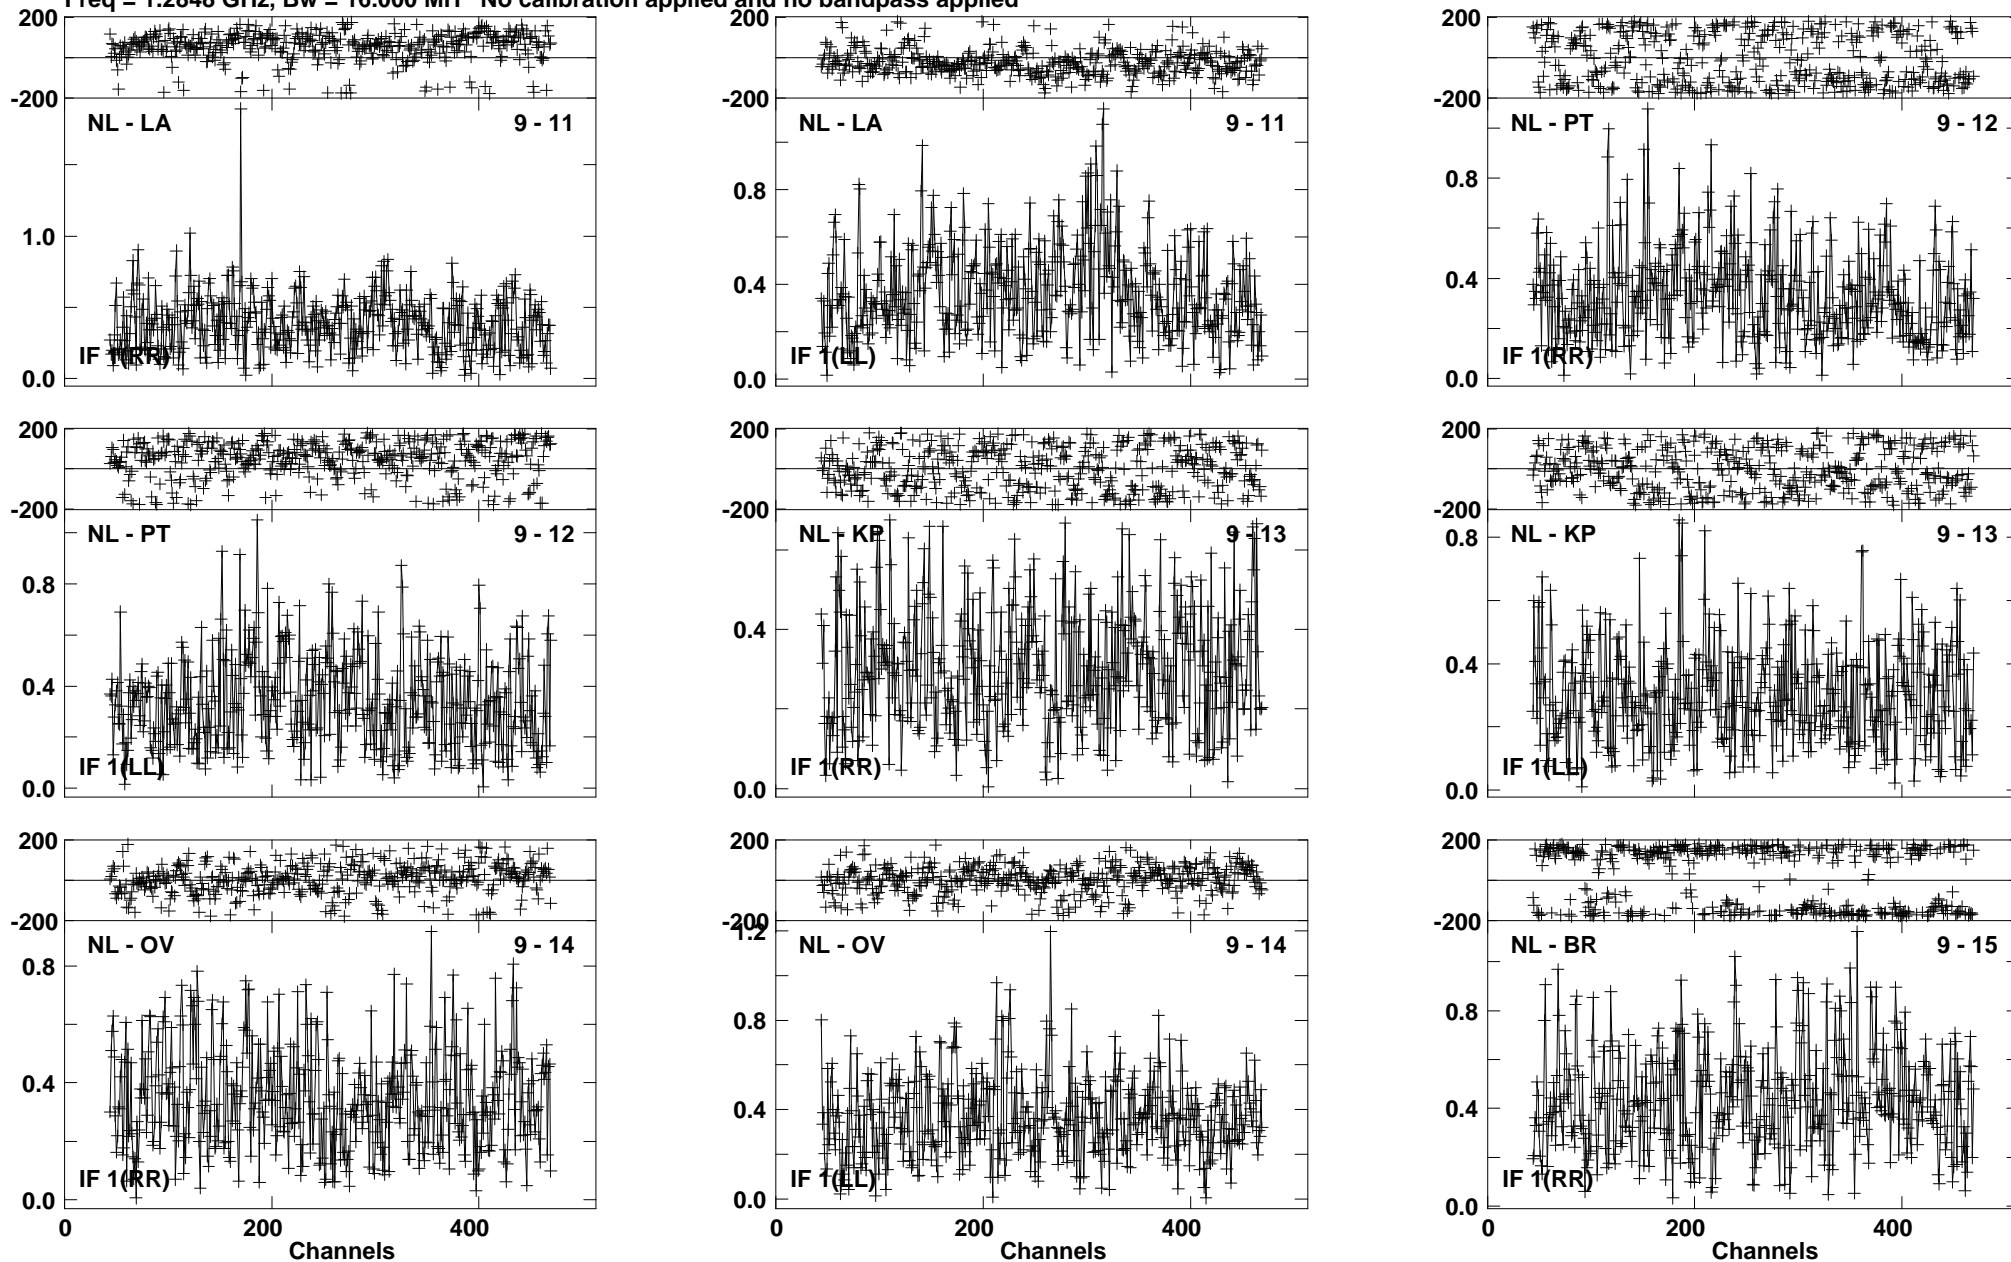 Freq = 1.2848 GHz, Bw = 16.000 MH No calibration applied and no bandpass applied
200 200 200
-200 -200 -200
NL - LA 9 - 11 NL - LA 9 - 11 NL - PT 9 - 12
0.8 0.8
1.0
0.4 0.4
IF 1(RR) IF 1(LL) IF 1(RR)
0.0 0.0 0.0
200 200 200
-200 -200 -200
NL - PT 9 - 12 NL - KP 9 - 13 NL - KP 9 - 13
0.8 0.8
0.4 0.4 0.4
IF 1(LL) IF 1(RR) IF 1(LL)
0.0 0.0 0.0
200 200 200
-200 -200 -200
1.2
NL - OV 9 - 14 NL - OV 9 - 14 NL - BR 9 - 15
0.8 0.8 0.8
0.4 0.4 0.4
IF 1(RR) IF 1(LL) IF 1(RR)
0.0 0.0 0.0
0 200 400 0 200 400 0 200 400
Channels Channels Channels